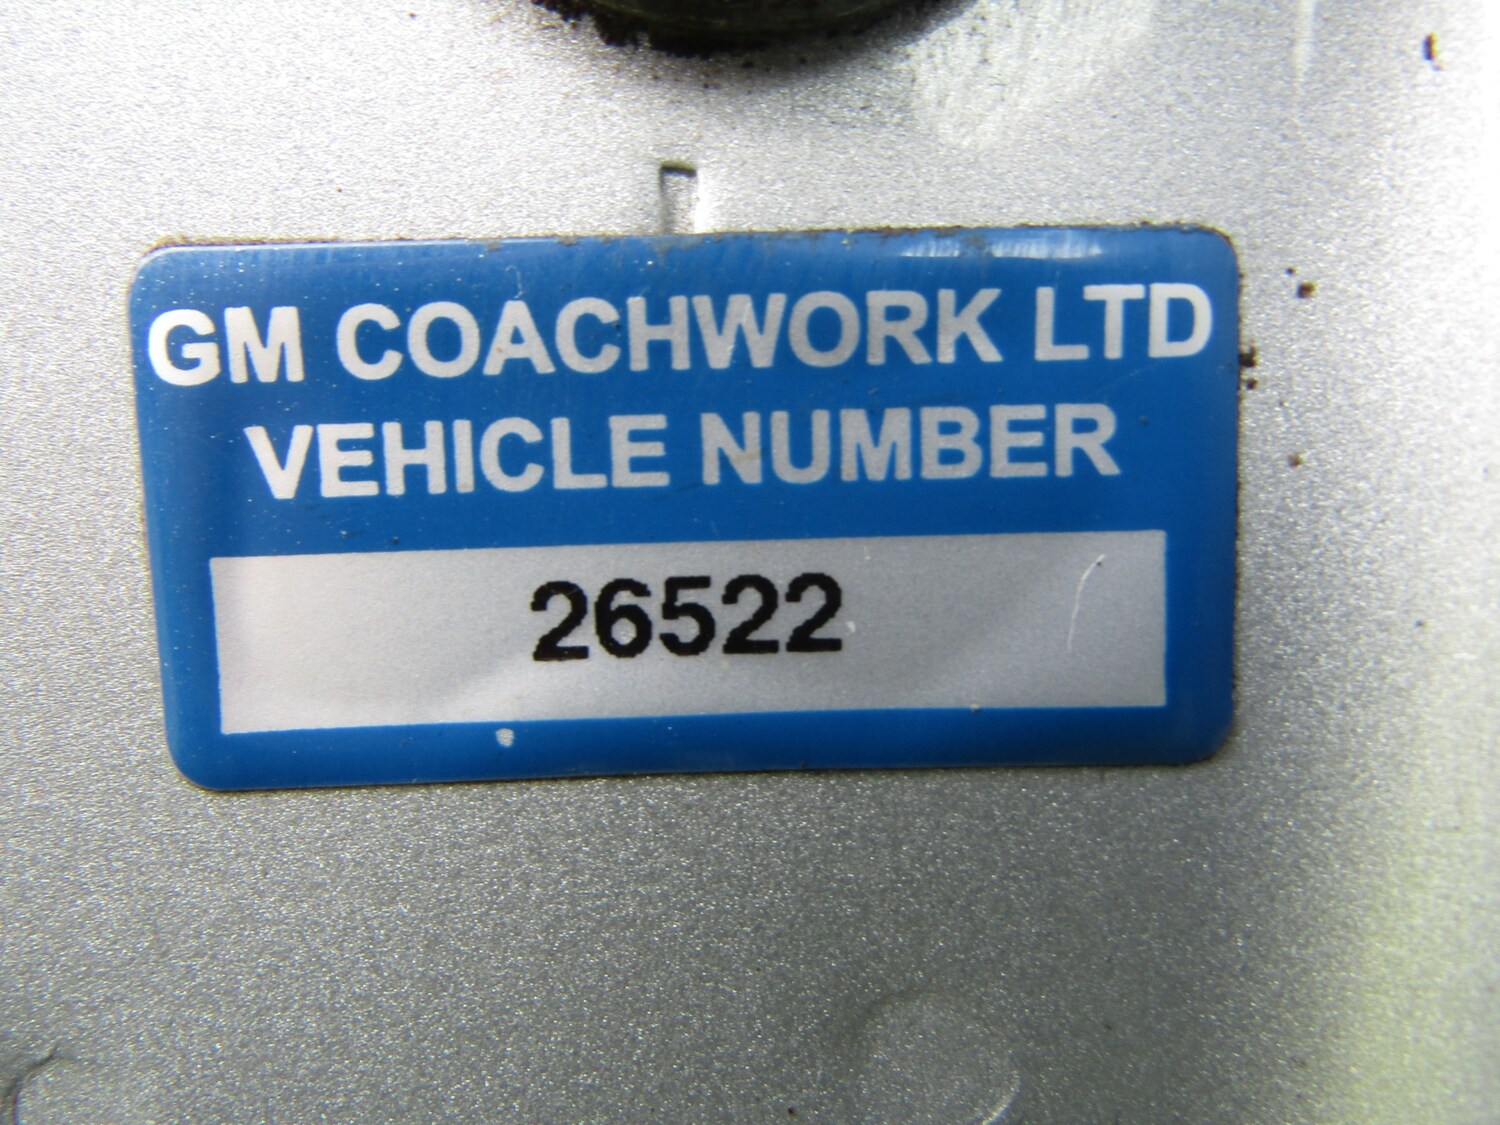 GM COACHWORK LTD
VEHICLE NUMBER
26522